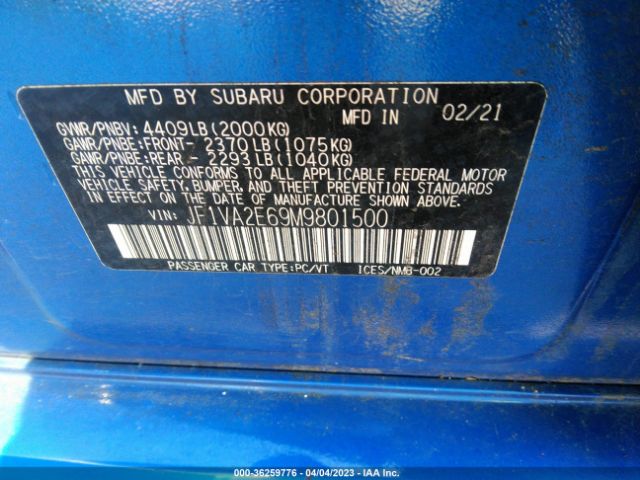 MFD BY SUBARU CORPORATION
MFD IN 02/21
GVWR/PNBV: 4409LB(2000KG)
GAWR/PNBE:FRONT- 2370LB(1075KG)
GAWR/PNBE:REAR - 2293LB(1040KG)
THIS VEHICLE CONFORMS TO ALL APPLICABLE FEDERAL MOTOR
VEHICLE SAFETY, BUMPER, AND THEFT PREVENTION STANDARDS
IN EFFECT ON THE DATE OF MANUFACTURE SHOWN ABOVE.
VIN: JF1VA2E69M9801500
PASSENGER CAR TYPE:PC/VT ICES/NMB-002
000-36259776 - 04/04/2023 - IAA Inc.